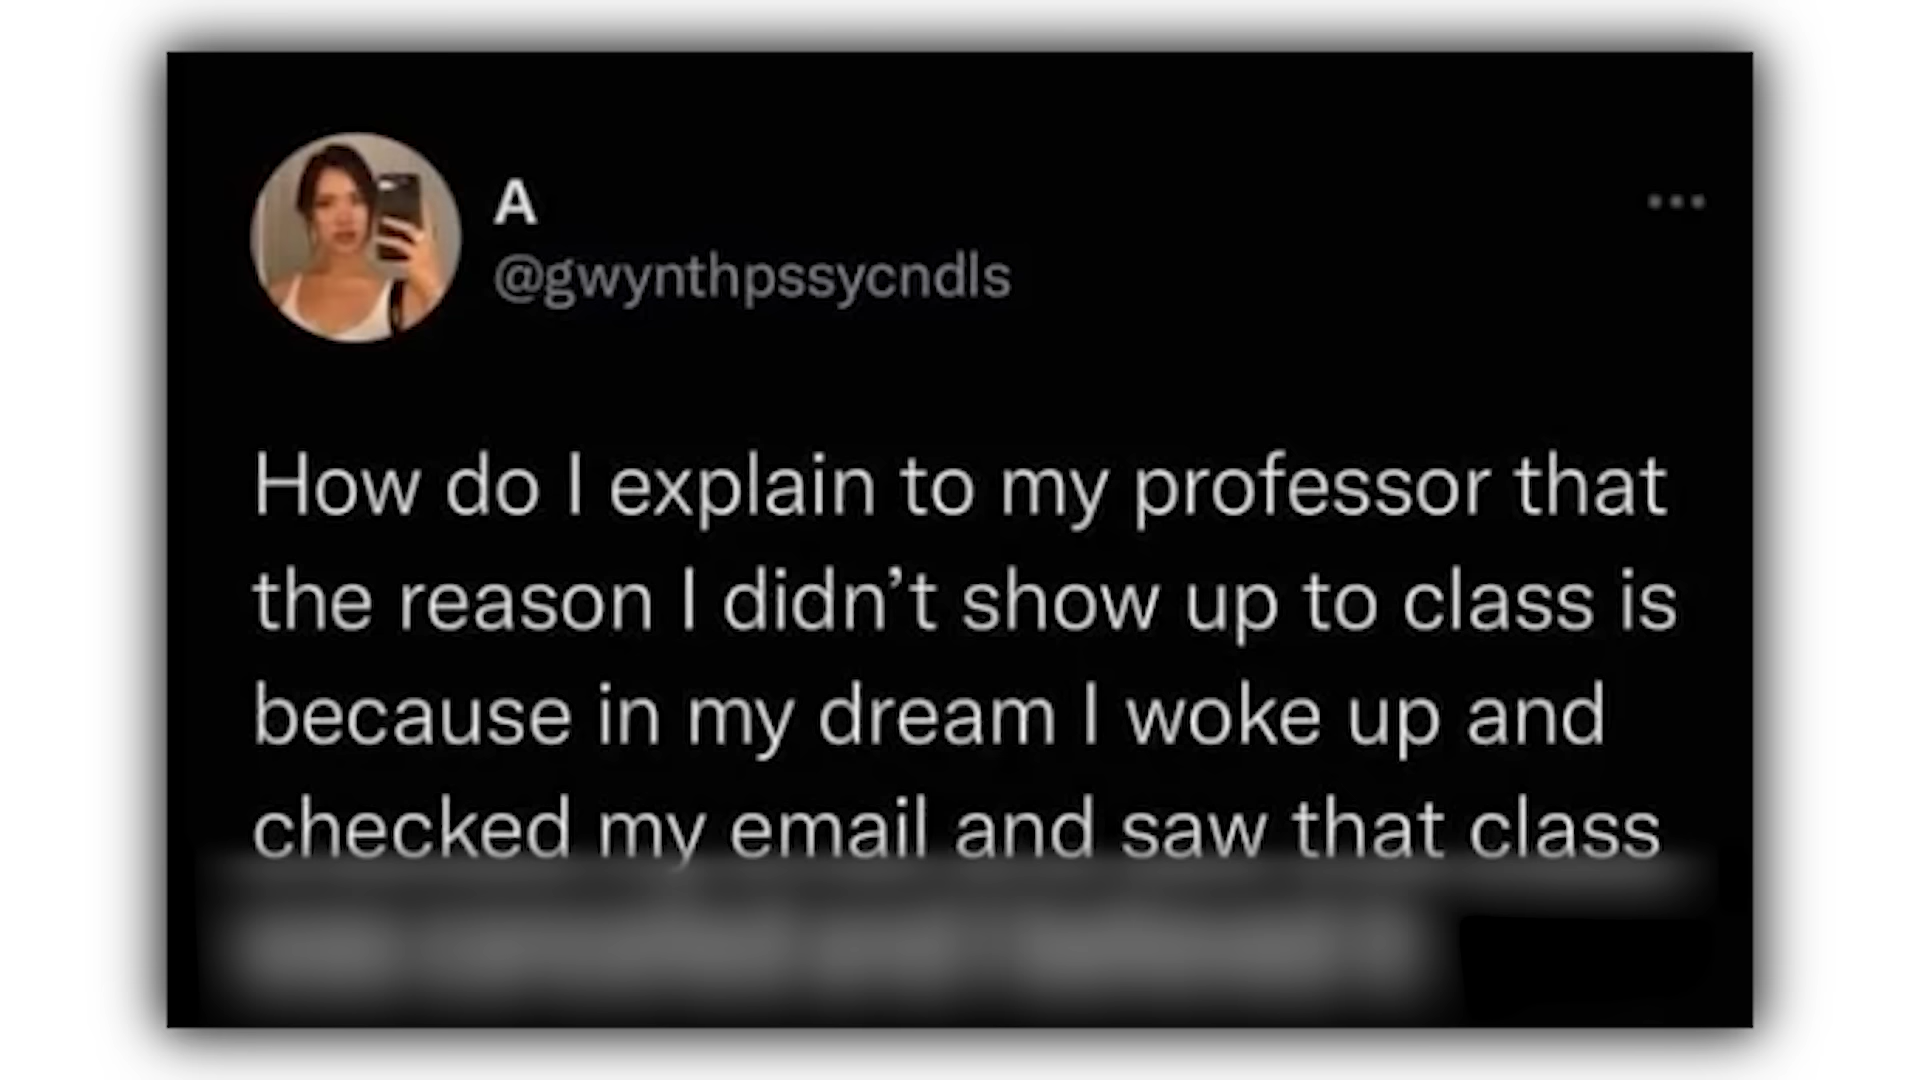 A
@gwynthpssycndls
How do I explain to my professor that
the reason I didn’t show up to class is
because in my dream I woke up and
checked my email and saw that class